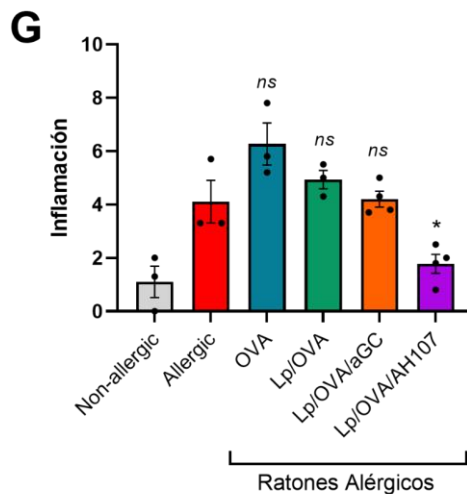 G
Inflamación
10
8
6
4
2
0
ns
ns
ns
*
Non-allergic
Allergic
OVA
Lp/OVA
Lp/OVA/aGC
Lp/OVA/AH107
Ratones Alérgicos